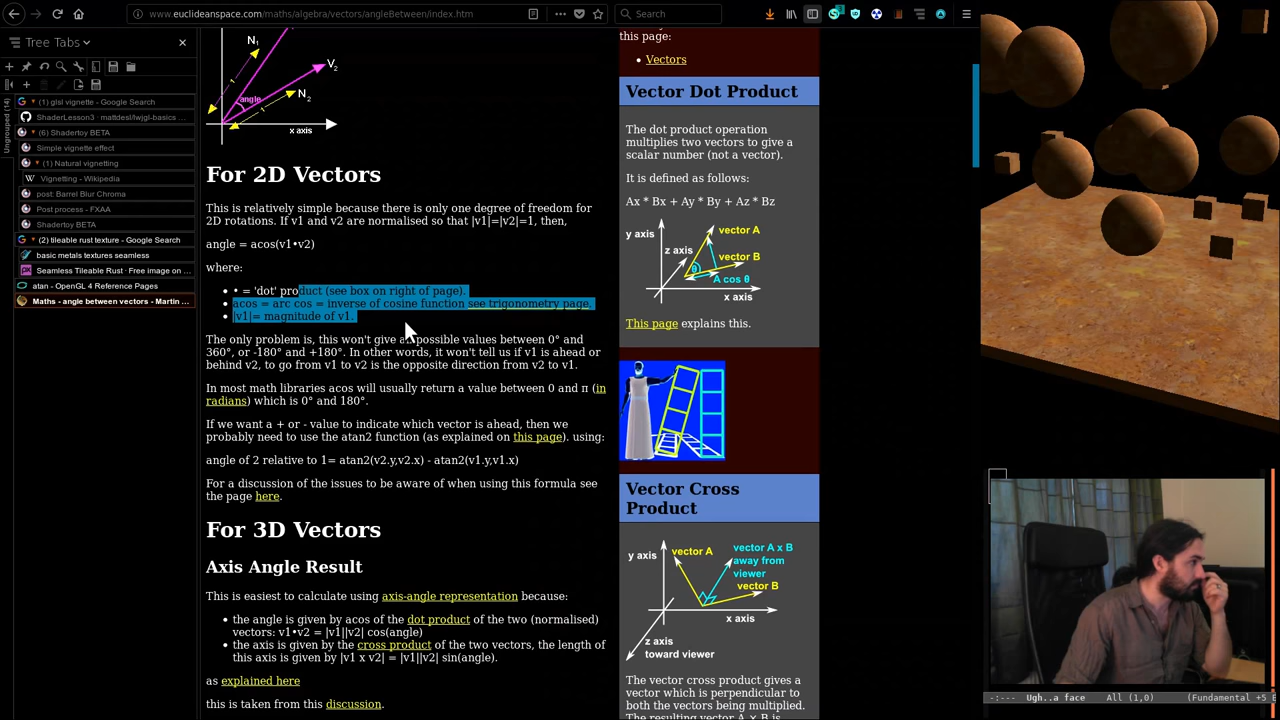 www.euclideanspace.com/maths/algebra/vectors/angleBetween/index.htm
Search
Tree Tabs
Ungrouped (14)
(1) glsl vignette - Google Search
ShaderLesson3 · mattdesl/lwjgl-basics ...
(6) Shadertoy BETA
Simple vignette effect
(1) Natural vignetting
Vignetting - Wikipedia
post: Barrel Blur Chroma
Post process - FXAA
Shadertoy BETA
(2) tileable rust texture - Google Search
basic metals textures seamless
Seamless Tileable Rust · Free image on ...
atan - OpenGL 4 Reference Pages
Maths - angle between vectors - Martin ...
N1
V2
angle
N2
x axis
For 2D Vectors
This is relatively simple because there is only one degree of freedom for
2D rotations. If v1 and v2 are normalised so that |v1|=|v2|=1, then,
angle = acos(v1•v2)
where:
• • = 'dot' product (see box on right of page).
• acos = arc cos = inverse of cosine function see trigonometry page.
• |v1|= magnitude of v1.
The only problem is, this won't give all possible values between 0° and
360°, or -180° and +180°. In other words, it won't tell us if v1 is ahead or
behind v2, to go from v1 to v2 is the opposite direction from v2 to v1.
In most math libraries acos will usually return a value between 0 and π (in
radians) which is 0° and 180°.
If we want a + or - value to indicate which vector is ahead, then we
probably need to use the atan2 function (as explained on this page). using:
angle of 2 relative to 1= atan2(v2.y,v2.x) - atan2(v1.y,v1.x)
For a discussion of the issues to be aware of when using this formula see
the page here.
For 3D Vectors
Axis Angle Result
This is easiest to calculate using axis-angle representation because:
• the angle is given by acos of the dot product of the two (normalised)
vectors: v1•v2 = |v1||v2| cos(angle)
• the axis is given by the cross product of the two vectors, the length of
this axis is given by |v1 x v2| = |v1||v2| sin(angle).
as explained here
this is taken from this discussion.
this page:
• Vectors
Vector Dot Product
The dot product operation
multiplies two vectors to give a
scalar number (not a vector).
It is defined as follows:
Ax * Bx + Ay * By + Az * Bz
y axis
vector A
z axis
vector B
θ
A cos θ
x axis
This page explains this.
Vector Cross
Product
y axis
vector A
vector A x B
away from
viewer
vector B
x axis
z axis
toward viewer
The vector cross product gives a
vector which is perpendicular to
both the vectors being multiplied.
The resulting vector A × B is
-:--- Ugh..a face All (1,0) (Fundamental +5